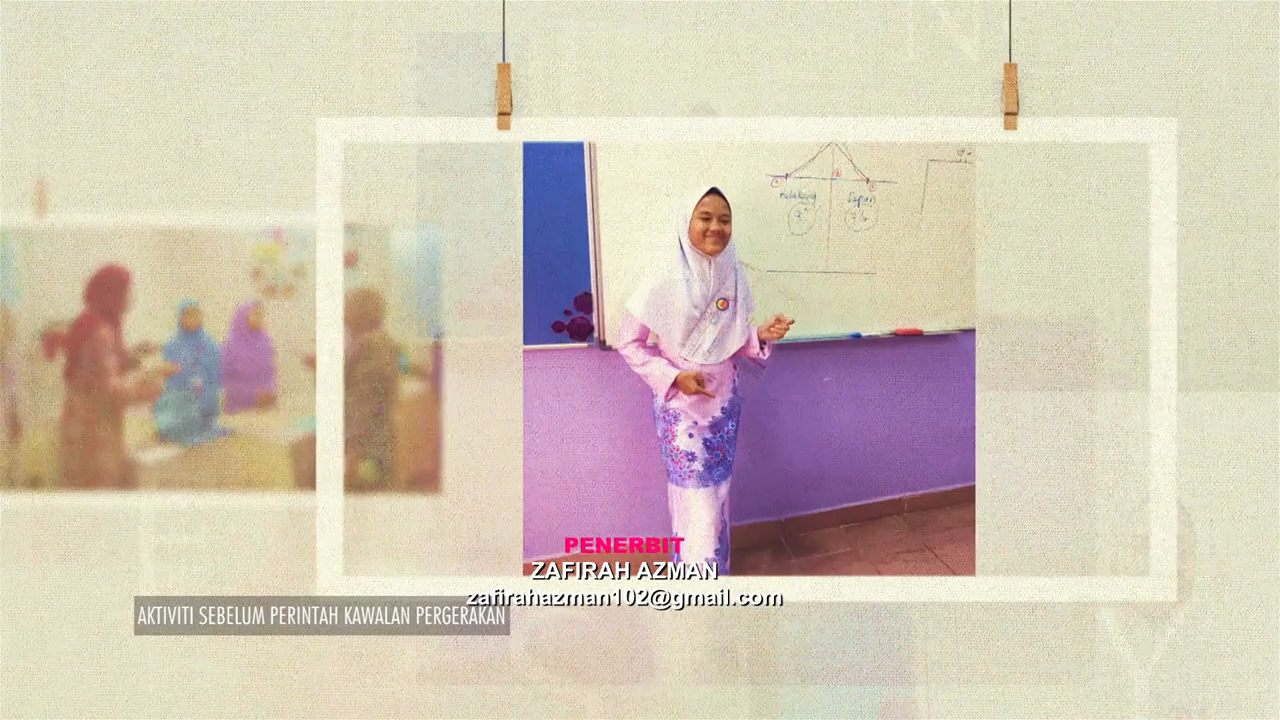 PENERBIT
ZAFIRAH AZMAN
zafirahazman102@gmail.com
AKTIVITI SEBELUM PERINTAH KAWALAN PERGERAKAN